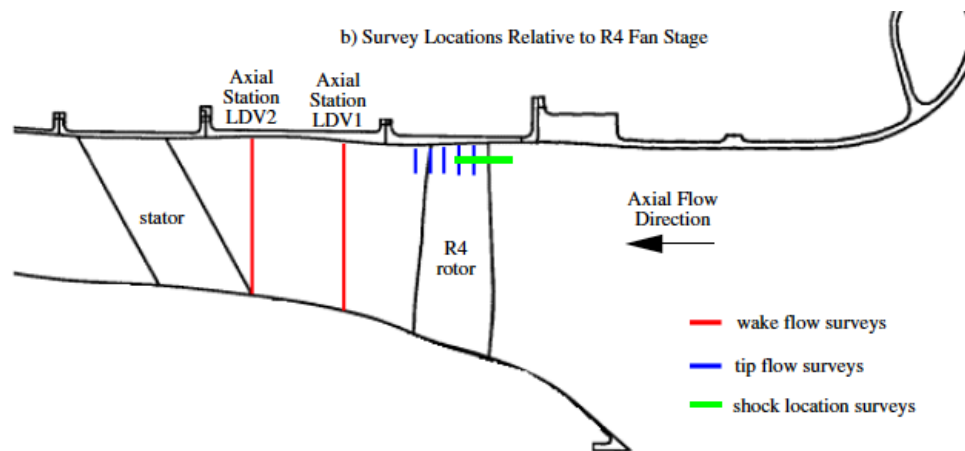 b) Survey Locations Relative to R4 Fan Stage
Axial
Station
LDV2
Axial
Station
LDV1
stator
R4
rotor
Axial Flow
Direction
wake flow surveys
tip flow surveys
shock location surveys